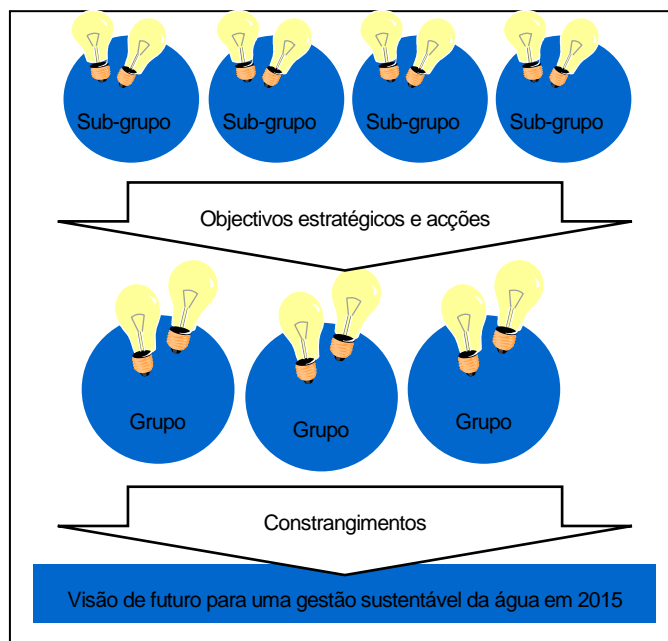 Sub-grupo Sub-grupo Sub-grupo Sub-grupo
Objectivos estratégicos e acções
Grupo Grupo Grupo
Constrangimentos
Visão de futuro para uma gestão sustentável da água em 2015